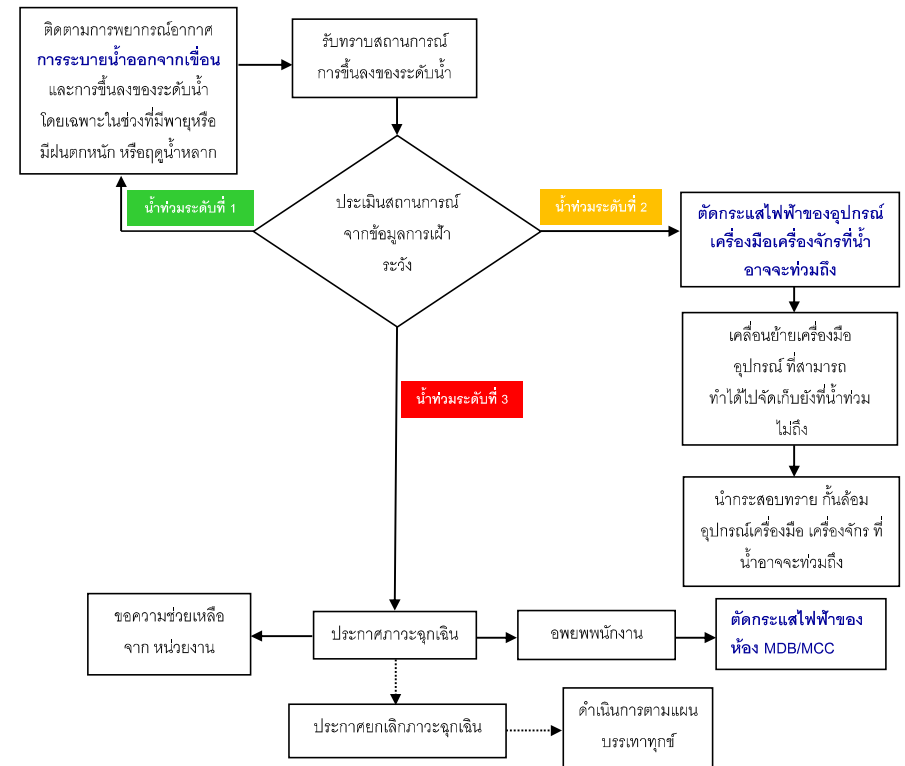 ติดตามการพยากรณ์อากาศ
การระบายน้ำออกจากเขื่อน
และการขึ้นลงของระดับน้ำ
โดยเฉพาะในช่วงที่มีพายุหรือ
มีฝนตกหนัก หรือฤดูน้ำหลาก
รับทราบสถานการณ์
การขึ้นลงของระดับน้ำ
น้ำท่วมระดับที่ 1
ประเมินสถานการณ์
จากข้อมูลการเฝ้า
ระวัง
น้ำท่วมระดับที่ 2
ตัดกระแสไฟฟ้าของอุปกรณ์
เครื่องมือเครื่องจักรที่น้ำ
อาจจะท่วมถึง
เคลื่อนย้ายเครื่องมือ
อุปกรณ์ ที่สามารถ
ทำได้ไปจัดเก็บยังที่น้ำท่วม
ไม่ถึง
น้ำท่วมระดับที่ 3
นำกระสอบทราย กั้นล้อม
อุปกรณ์เครื่องมือ เครื่องจักร ที่
น้ำอาจจะท่วมถึง
ขอความช่วยเหลือ
จาก หน่วยงาน
ประกาศภาวะฉุกเฉิน
อพยพพนักงาน
ตัดกระแสไฟฟ้าของ
ห้อง MDB/MCC
ประกาศยกเลิกภาวะฉุกเฉิน
ดำเนินการตามแผน
บรรเทาทุกข์